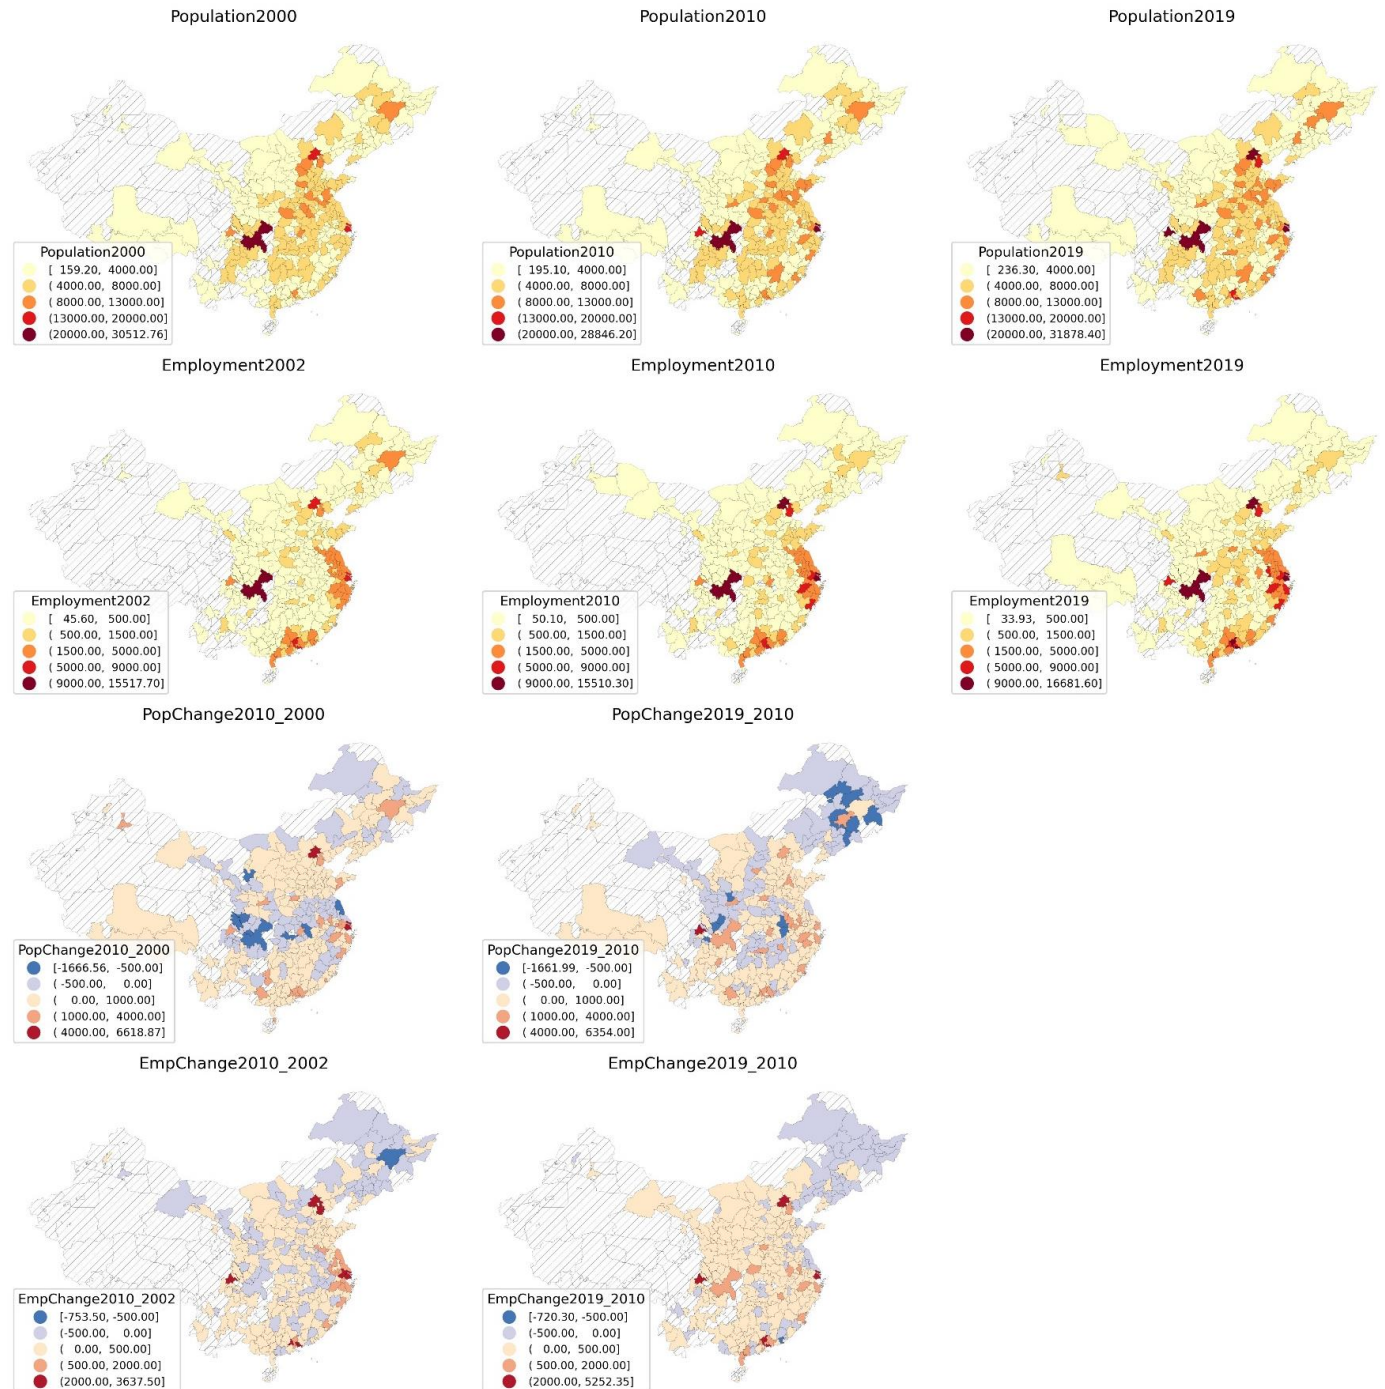 Population2000
Population2010
Population2019
Population2000
[ 159.20, 4000.00]
( 4000.00, 8000.00]
( 8000.00, 13000.00]
(13000.00, 20000.00]
(20000.00, 30512.76]
Population2010
[ 195.10, 4000.00]
( 4000.00, 8000.00]
( 8000.00, 13000.00]
(13000.00, 20000.00]
(20000.00, 28846.20]
Population2019
[ 236.30, 4000.00]
( 4000.00, 8000.00]
( 8000.00, 13000.00]
(13000.00, 20000.00]
(20000.00, 31878.40]
Employment2002
Employment2010
Employment2019
Employment2002
[ 45.60, 500.00]
( 500.00, 1500.00]
( 1500.00, 5000.00]
( 5000.00, 9000.00]
( 9000.00, 15517.70]
Employment2010
[ 50.10, 500.00]
( 500.00, 1500.00]
( 1500.00, 5000.00]
( 5000.00, 9000.00]
( 9000.00, 15510.30]
Employment2019
[ 33.93, 500.00]
( 500.00, 1500.00]
( 1500.00, 5000.00]
( 5000.00, 9000.00]
( 9000.00, 16681.60]
PopChange2010_2000
PopChange2019_2010
PopChange2010_2000
[-1666.56, -500.00]
( -500.00, 0.00]
( 0.00, 1000.00]
( 1000.00, 4000.00]
( 4000.00, 6618.87]
PopChange2019_2010
[-1661.99, -500.00]
( -500.00, 0.00]
( 0.00, 1000.00]
( 1000.00, 4000.00]
( 4000.00, 6354.00]
EmpChange2010_2002
EmpChange2019_2010
EmpChange2010_2002
[-753.50, -500.00]
(-500.00, 0.00]
( 0.00, 500.00]
( 500.00, 2000.00]
(2000.00, 3637.50]
EmpChange2019_2010
[-720.30, -500.00]
(-500.00, 0.00]
( 0.00, 500.00]
( 500.00, 2000.00]
(2000.00, 5252.35]